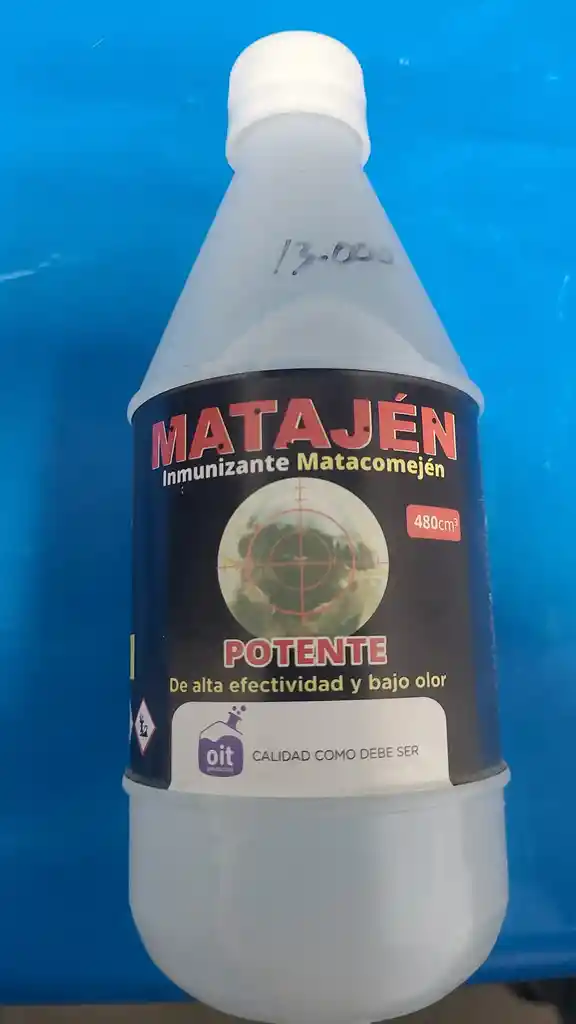 13.000
MATAJÉN
Inmunizante Matacomején
480cm³
POTENTE
De alta efectividad y bajo olor
oit
CALIDAD COMO DEBE SER